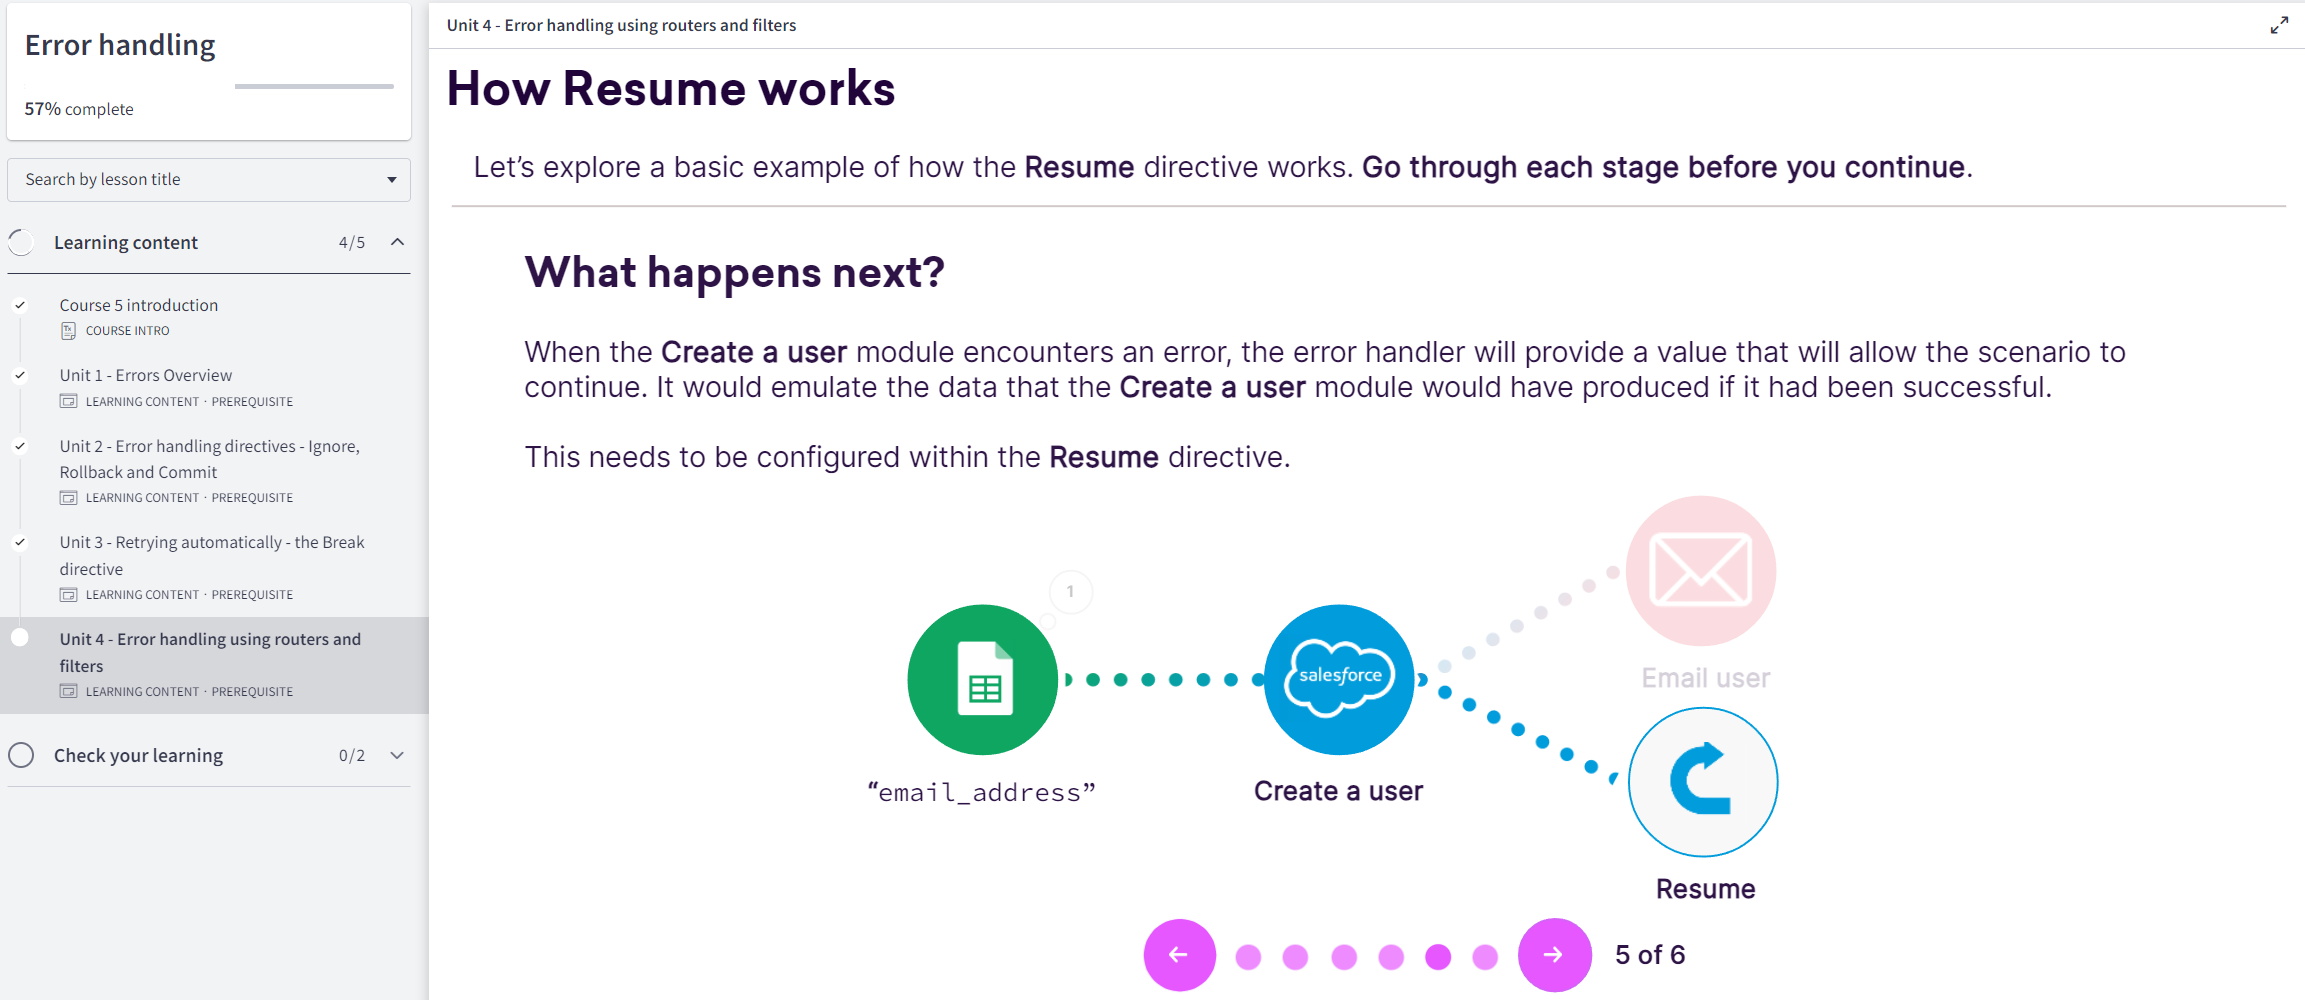 Error handling
57% complete
Search by lesson title
Learning content 4/5
Course 5 introduction
COURSE INTRO
Unit 1 - Errors Overview
LEARNING CONTENT · PREREQUISITE
Unit 2 - Error handling directives - Ignore,
Rollback and Commit
LEARNING CONTENT · PREREQUISITE
Unit 3 - Retrying automatically - the Break
directive
LEARNING CONTENT · PREREQUISITE
Unit 4 - Error handling using routers and
filters
LEARNING CONTENT · PREREQUISITE
Check your learning 0/2
Unit 4 - Error handling using routers and filters
How Resume works
Let’s explore a basic example of how the Resume directive works. Go through each stage before you continue.
What happens next?
When the Create a user module encounters an error, the error handler will provide a value that will allow the scenario to
continue. It would emulate the data that the Create a user module would have produced if it had been successful.
This needs to be configured within the Resume directive.
1
salesforce
Email user
“email_address”
Create a user
Resume
5 of 6